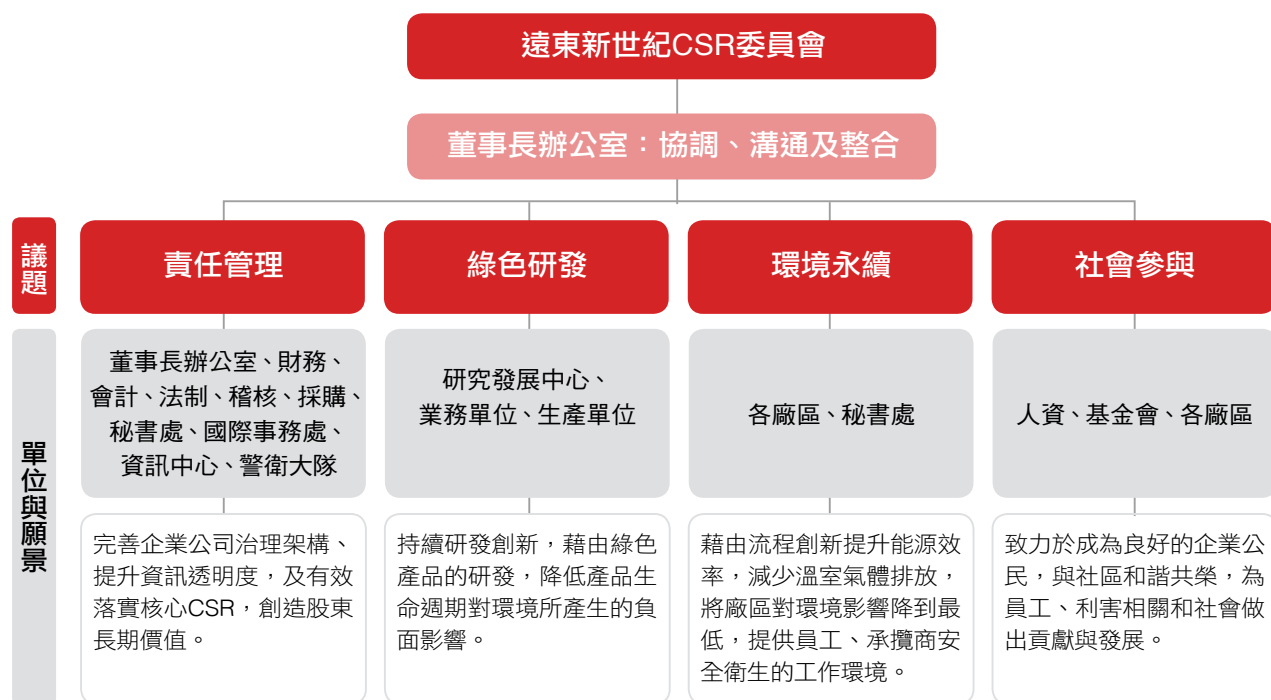 遠東新世紀CSR委員會
董事長辦公室：協調、溝通及整合
議題
責任管理
綠色研發
環境永續
社會參與
單位與願景
董事長辦公室、財務、
會計、法制、稽核、採購、
秘書處、國際事務處、
資訊中心、警衛大隊
研究發展中心、
業務單位、生產單位
各廠區、秘書處
人資、基金會、各廠區
完善企業公司治理架構、
提升資訊透明度，及有效
落實核心CSR，創造股東
長期價值。
持續研發創新，藉由綠色
產品的研發，降低產品生
命週期對環境所產生的負
面影響。
藉由流程創新提升能源效
率，減少溫室氣體排放，
將廠區對環境影響降到最
低，提供員工、承攬商安
全衛生的工作環境。
致力於成為良好的企業公
民，與社區和諧共榮，為
員工、利害相關和社會做
出貢獻與發展。